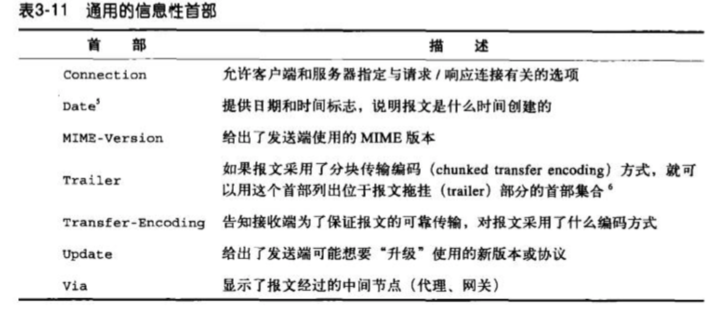 表3-11 通用的信息性首部
首 部 描 述
Connection 允许客户端和服务器指定与请求/响应连接有关的选项
Date⁵ 提供日期和时间标志，说明报文是什么时间创建的
MIME-Version 给出了发送端使用的 MIME 版本
如果报文采用了分块传输编码（chunked transfer encoding）方式，就可
Trailer
以用这个首部列出位于报文拖挂（trailer）部分的首部集合⁶
Transfer-Encoding 告知接收端为了保证报文的可靠传输，对报文采用了什么编码方式
Update 给出了发送端可能想要“升级”使用的新版本或协议
Via 显示了报文经过的中间节点（代理、网关）